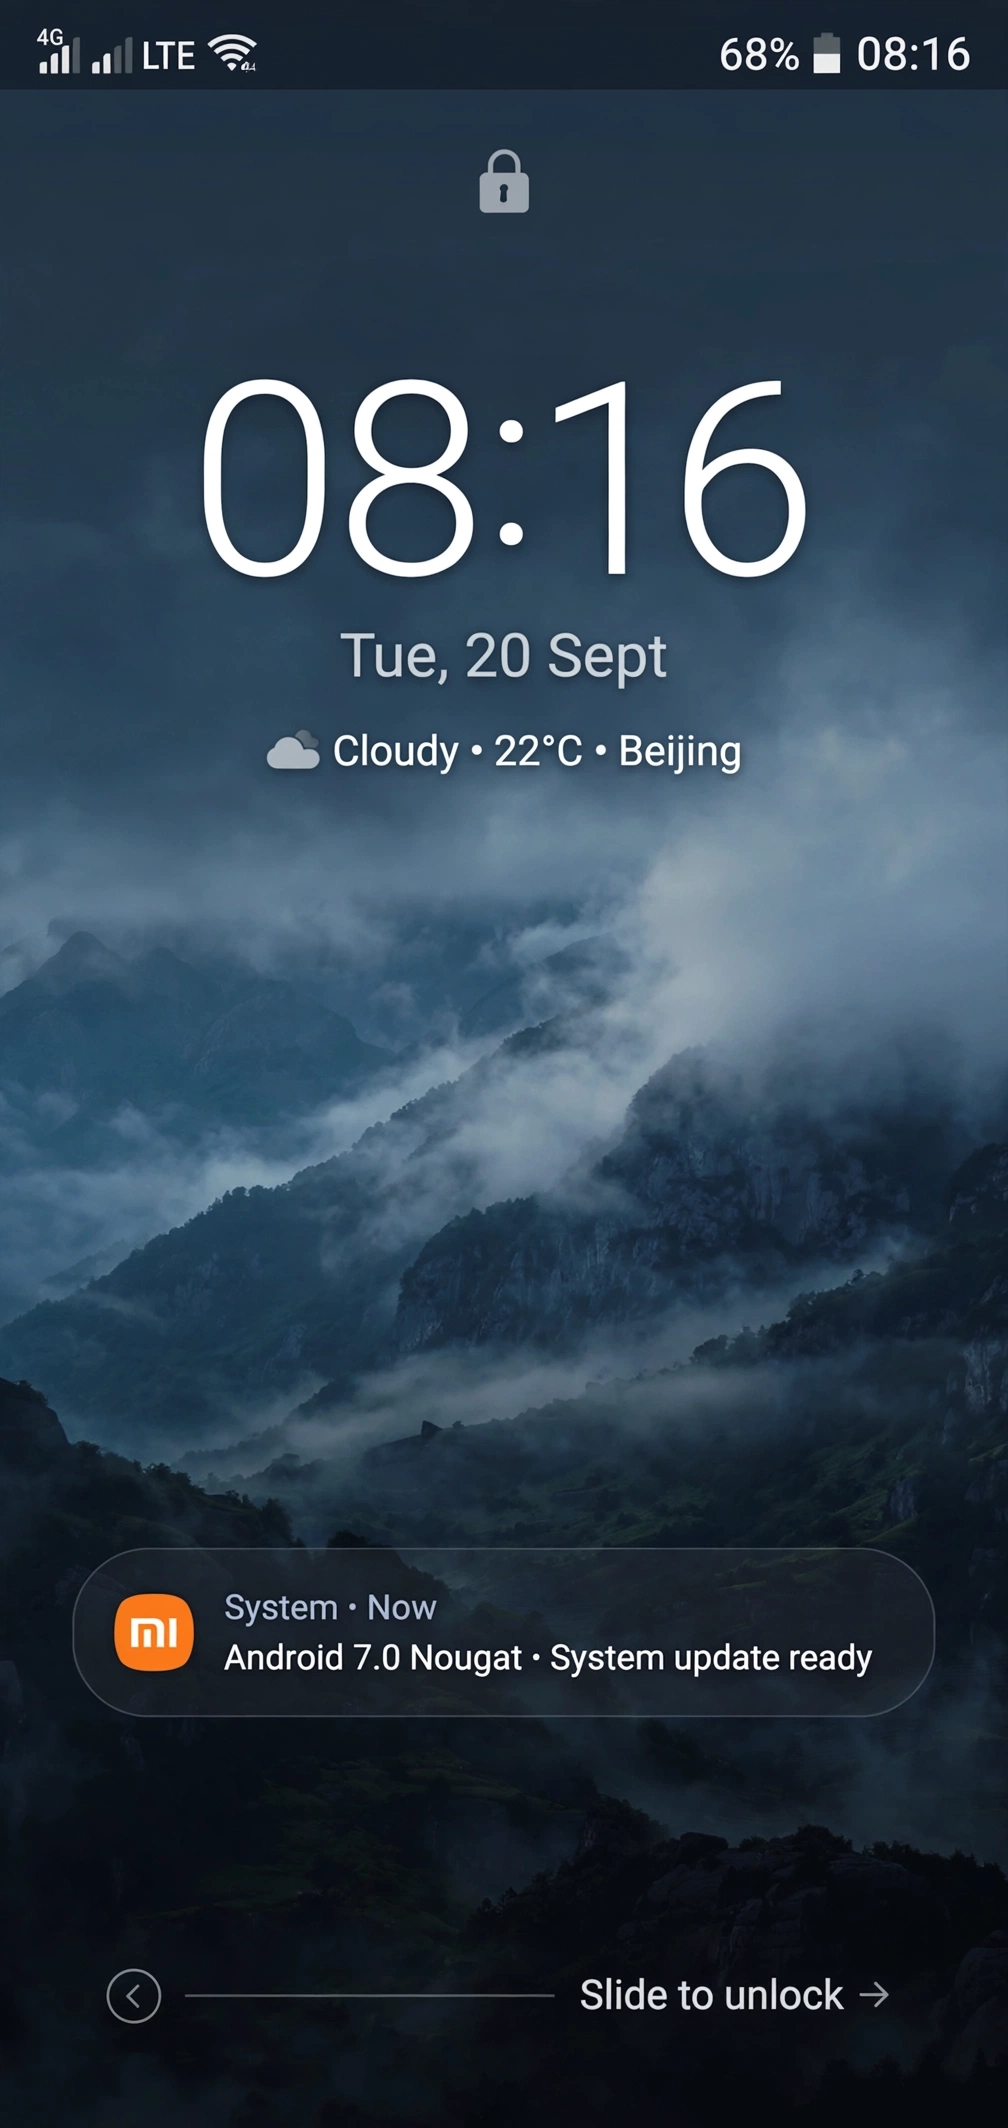 4G LTE 68% 08:16
08:16
Tue, 20 Sept
Cloudy • 22°C • Beijing
mi
System • Now
Android 7.0 Nougat • System update ready
Slide to unlock →